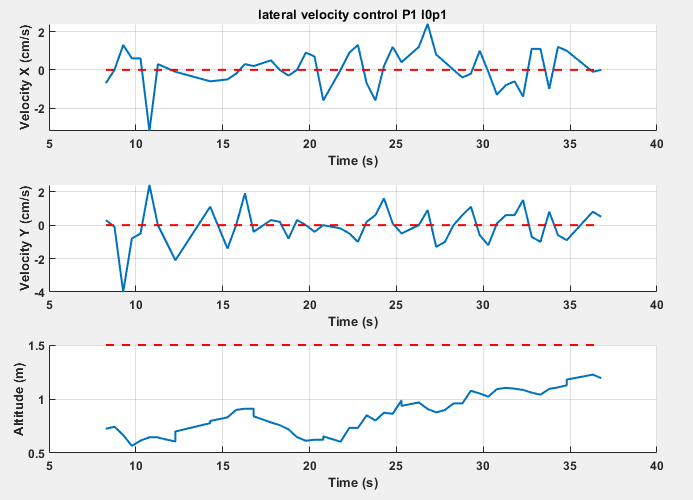 lateral velocity control P1 I0p1
2
0
-2
Velocity X (cm/s)
5 10 15 20 25 30 35 40
Time (s)
2
0
-2
-4
Velocity Y (cm/s)
5 10 15 20 25 30 35 40
Time (s)
1.5
1
0.5
Altitude (m)
5 10 15 20 25 30 35 40
Time (s)